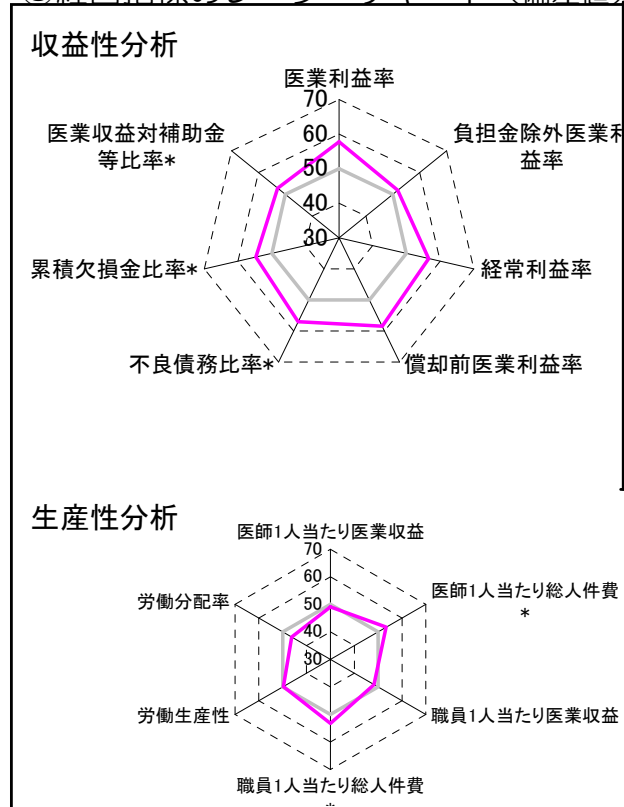 収益性分析
医業利益率
70
60
50
40
30
負担金除外医業利
益率
経常利益率
償却前医業利益率
不良債務比率*
累積欠損金比率*
医業収益対補助金
等比率*
生産性分析
医師1人当たり医業収益
70
60
50
40
30
医師1人当たり総人件費
*
職員1人当たり医業収益
職員1人当たり総人件費
*
労働生産性
労働分配率